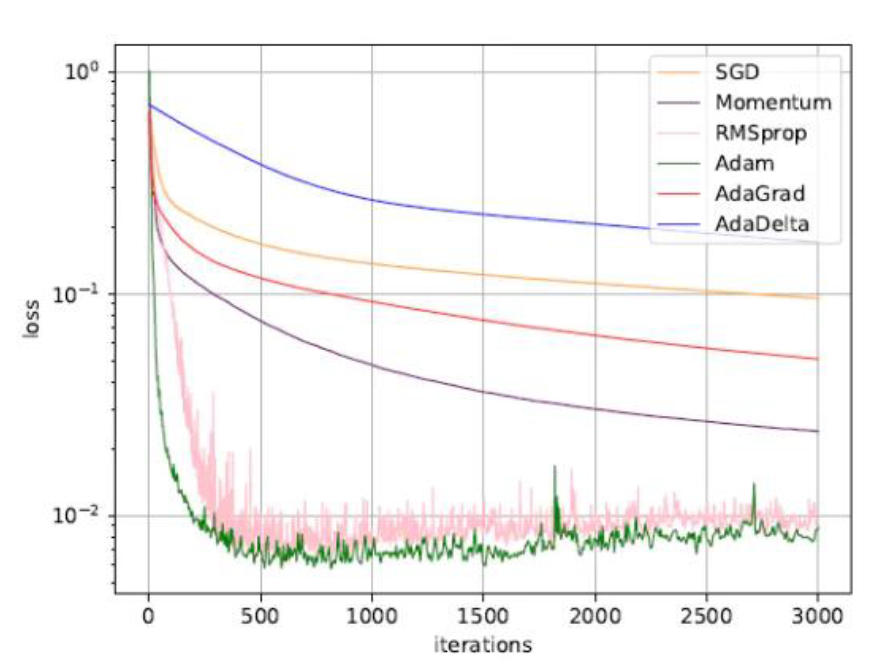 10⁰
10⁻¹
10⁻²
loss
SGD
Momentum
RMSprop
Adam
AdaGrad
AdaDelta
0 500 1000 1500 2000 2500 3000
iterations